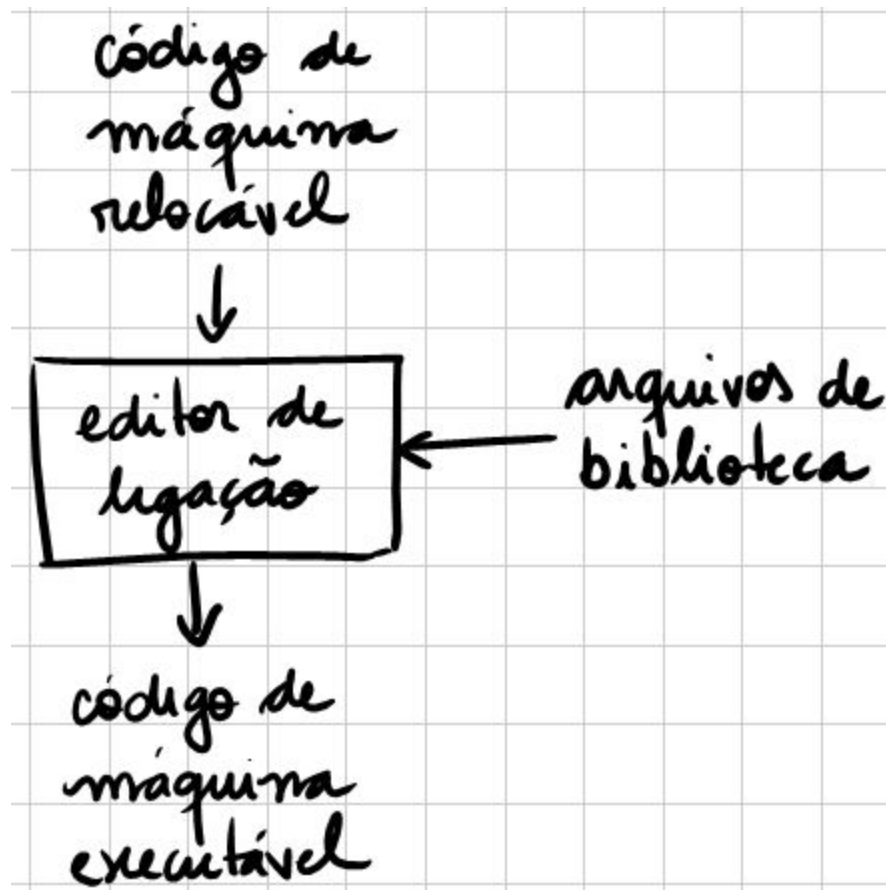 código de
máquina
relocável
editor de
ligação
arquivos de
biblioteca
código de
máquina
executável